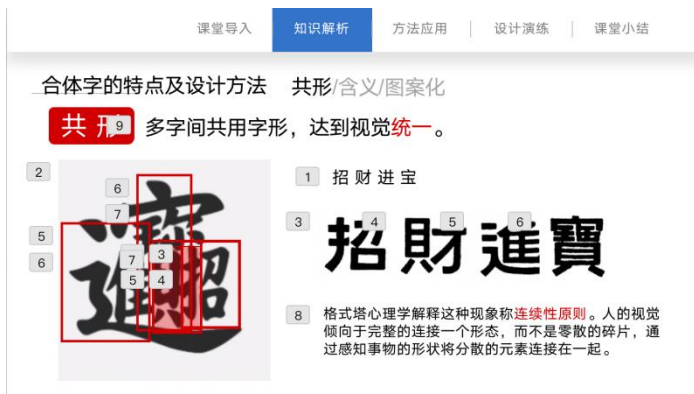 课堂导入 知识解析 方法应用 设计演练 课堂小结
合体字的特点及设计方法 共形/含义/图案化
共形 9 多字间共用字形，达到视觉统一。
2
1 招财进宝
6
7
3 4 5 6
招財進寶
5
6
7 3
5 4
8 格式塔心理学解释这种现象称连续性原则。人的视觉
倾向于完整的连接一个形态，而不是零散的碎片，通
过感知事物的形状将分散的元素连接在一起。